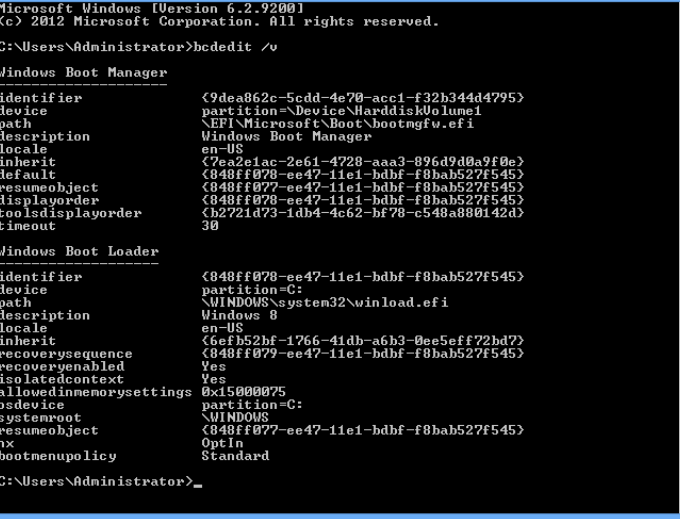 Microsoft Windows [Version 6.2.9200]
(c) 2012 Microsoft Corporation. All rights reserved.
C:\Users\Administrator>bcdedit /v
Windows Boot Manager
--------------------
identifier {9dea862c-5cdd-4e70-acc1-f32b344d4795}
device partition=\Device\HarddiskVolume1
path \EFI\Microsoft\Boot\bootmgfw.efi
description Windows Boot Manager
locale en-US
inherit {7ea2e1ac-2e61-4728-aaa3-896d9d0a9f0e}
default {848ff078-ee47-11e1-bdbf-f8bab527f545}
resumeobject {848ff077-ee47-11e1-bdbf-f8bab527f545}
displayorder {848ff078-ee47-11e1-bdbf-f8bab527f545}
toolsdisplayorder {b2721d73-1db4-4c62-bf78-c548a880142d}
timeout 30
Windows Boot Loader
-------------------
identifier {848ff078-ee47-11e1-bdbf-f8bab527f545}
device partition=C:
path \WINDOWS\system32\winload.efi
description Windows 8
locale en-US
inherit {6efb52bf-1766-41db-a6b3-0ee5eff72bd7}
recoverysequence {848ff079-ee47-11e1-bdbf-f8bab527f545}
recoveryenabled Yes
isolatedcontext Yes
allowedinmemorysettings 0x15000075
osdevice partition=C:
systemroot \WINDOWS
resumeobject {848ff077-ee47-11e1-bdbf-f8bab527f545}
nx OptIn
bootmenupolicy Standard
C:\Users\Administrator>_